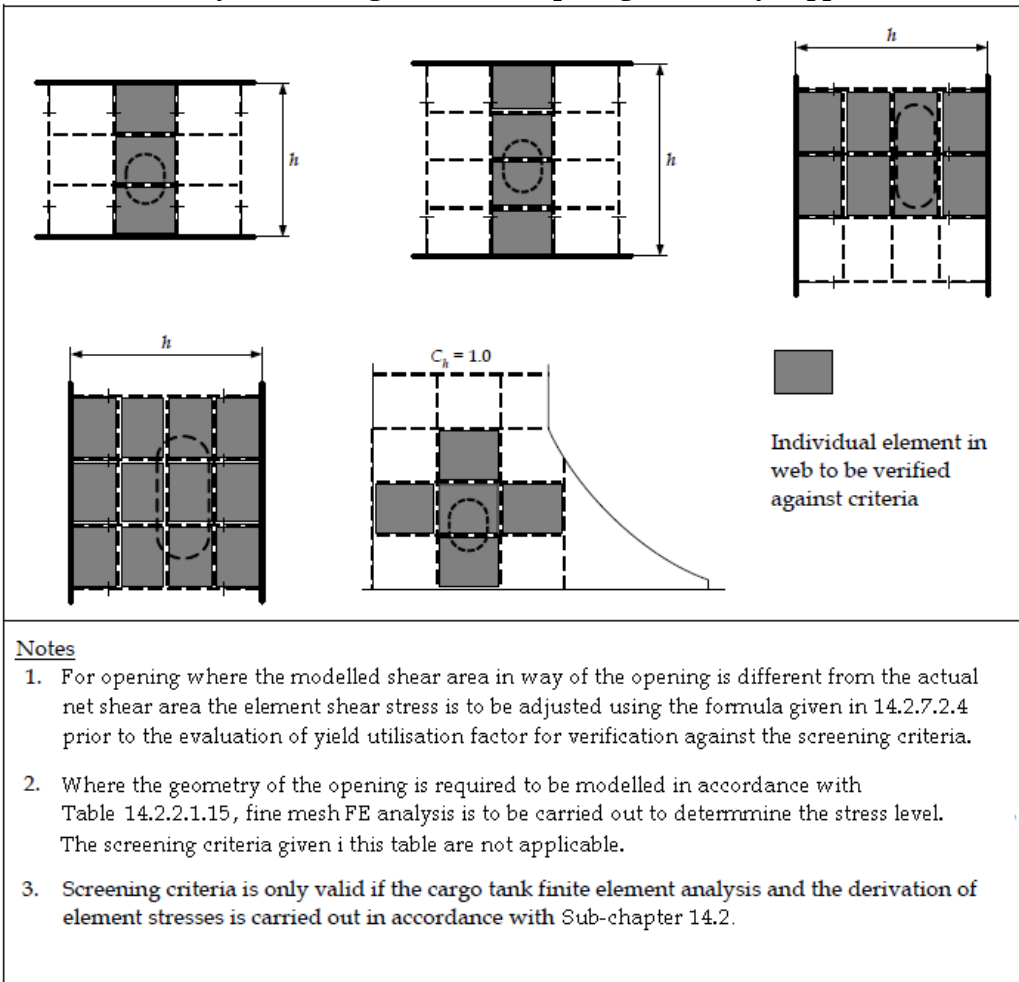 h
h
h
h
Cₕ = 1.0
Individual element in
web to be verified
against criteria
Notes
1. For opening where the modelled shear area in way of the opening is different from the actual
net shear area the element shear stress is to be adjusted using the formula given in 14.2.7.2.4
prior to the evaluation of yield utilisation factor for verification against the screening criteria.
2. Where the geometry of the opening is required to be modelled in accordance with
Table 14.2.2.1.15, fine mesh FE analysis is to be carried out to determmine the stress level.
The screening criteria given i this table are not applicable.
3. Screening criteria is only valid if the cargo tank finite element analysis and the derivation of
element stresses is carried out in accordance with Sub-chapter 14.2.